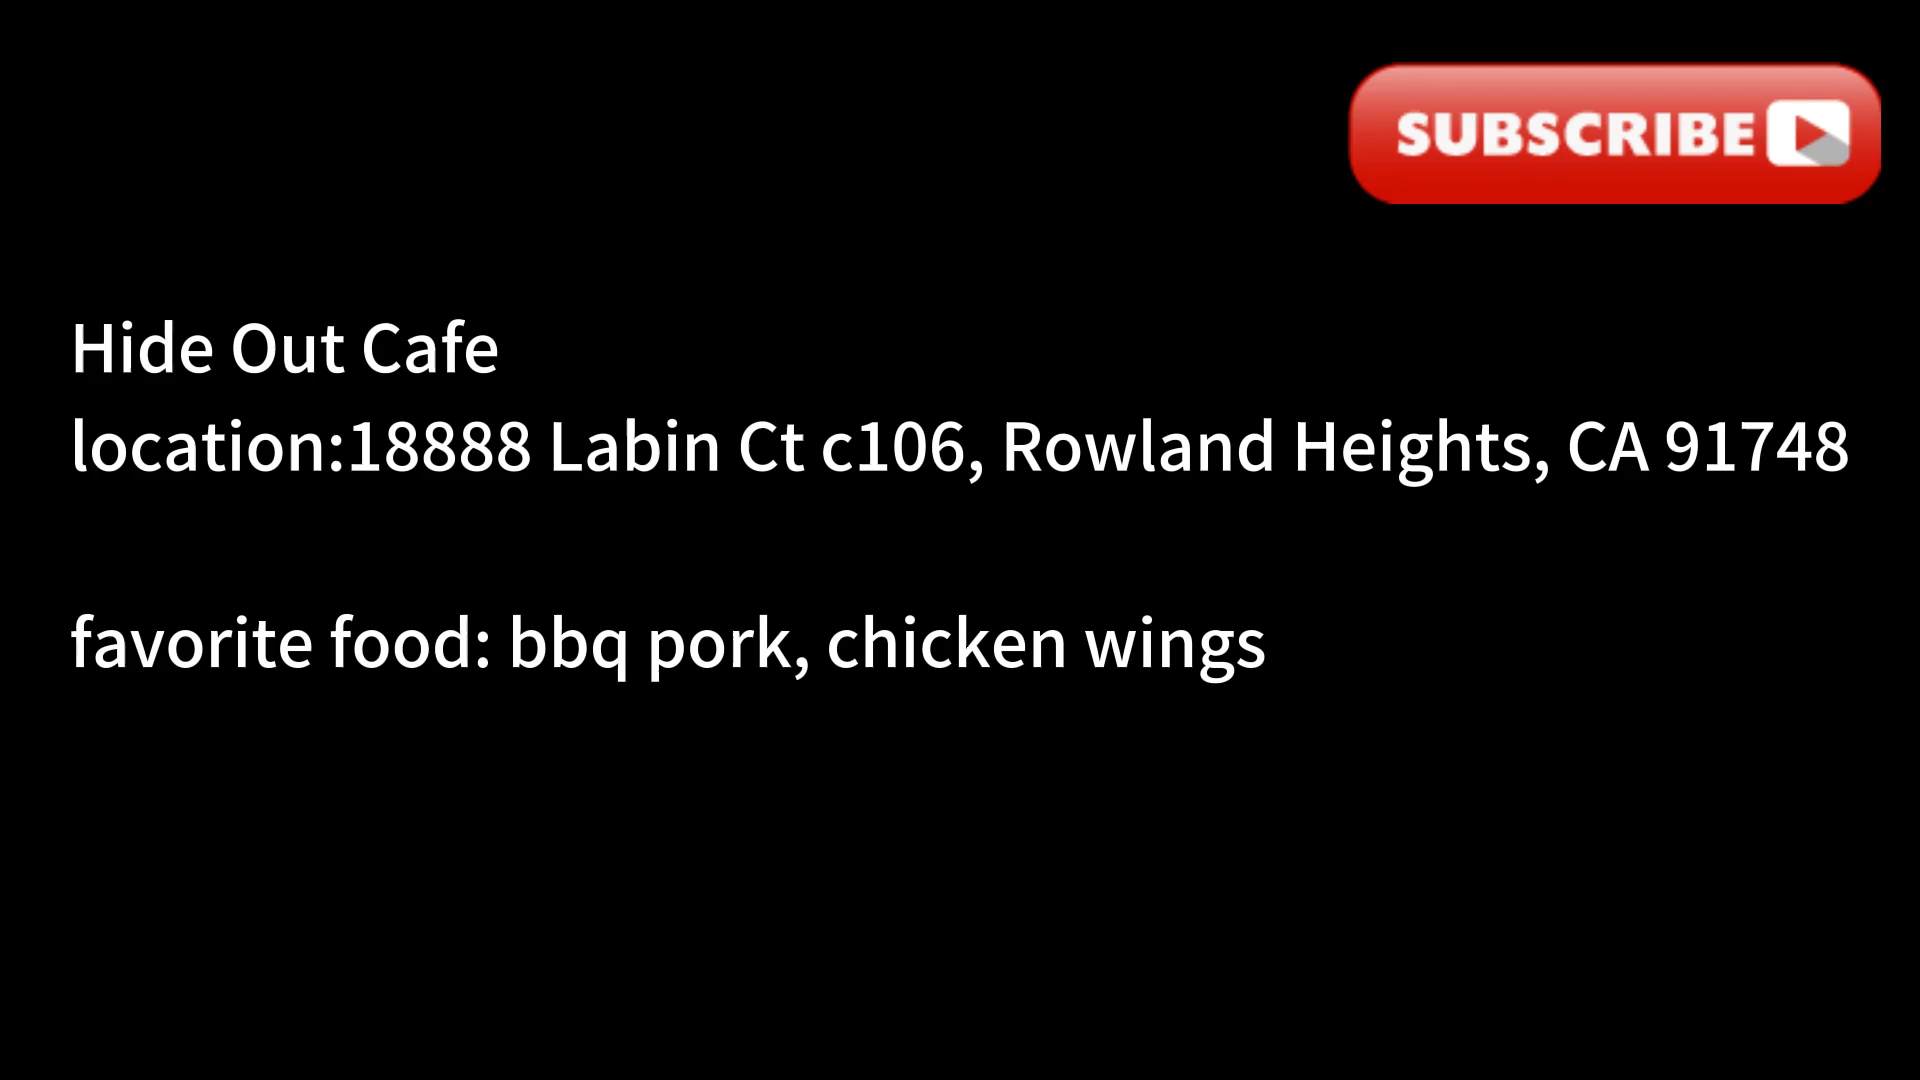 SUBSCRIBE
Hide Out Cafe
location:18888 Labin Ct c106, Rowland Heights, CA 91748
favorite food: bbq pork, chicken wings